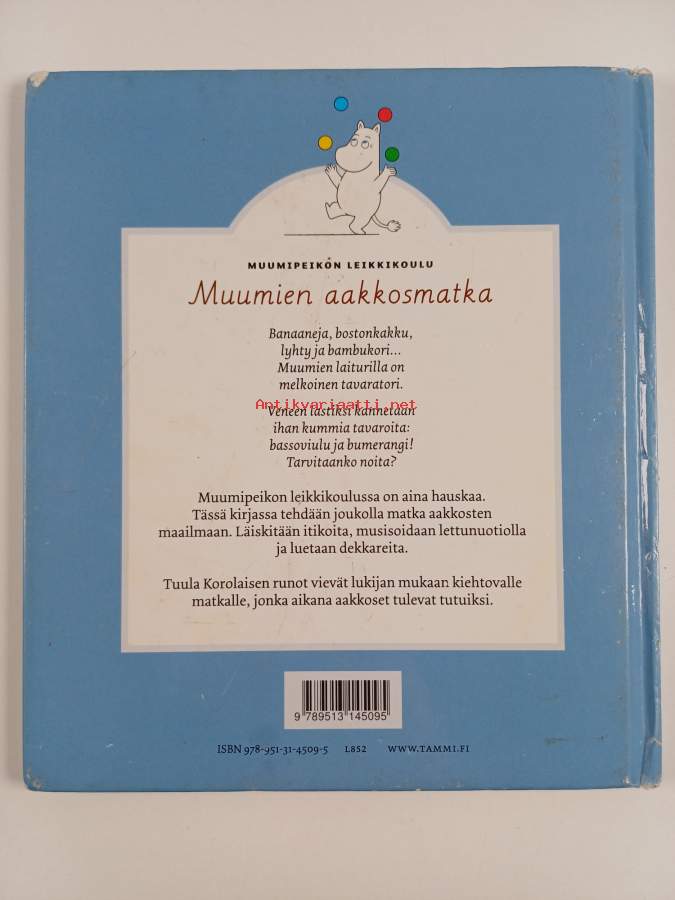 MUUMIPEIKON LEIKKIKOULU
Muumien aakkosmatka
Banaaneja, bostonkakku,
lyhty ja bambukori...
Muumien laiturilla on
melkoinen tavaratori.
Antikvariaatti.net
Veneen lastiksi kannetaan
ihan kummia tavaroita:
bassoviulu ja bumerangi!
Tarvitaanko noita?
Muumipeikon leikkikoulussa on aina hauskaa.
Tässä kirjassa tehdään joukolla matka aakkosten
maailmaan. Läiskitään itikoita, musisoidaan lettunuotiolla
ja luetaan dekkareita.
Tuula Korolaisen runot vievät lukijan mukaan kiehtovalle
matkalle, jonka aikana aakkoset tulevat tutuiksi.
9 789513 145095
ISBN 978-951-31-4509-5 L852 WWW.TAMMI.FI